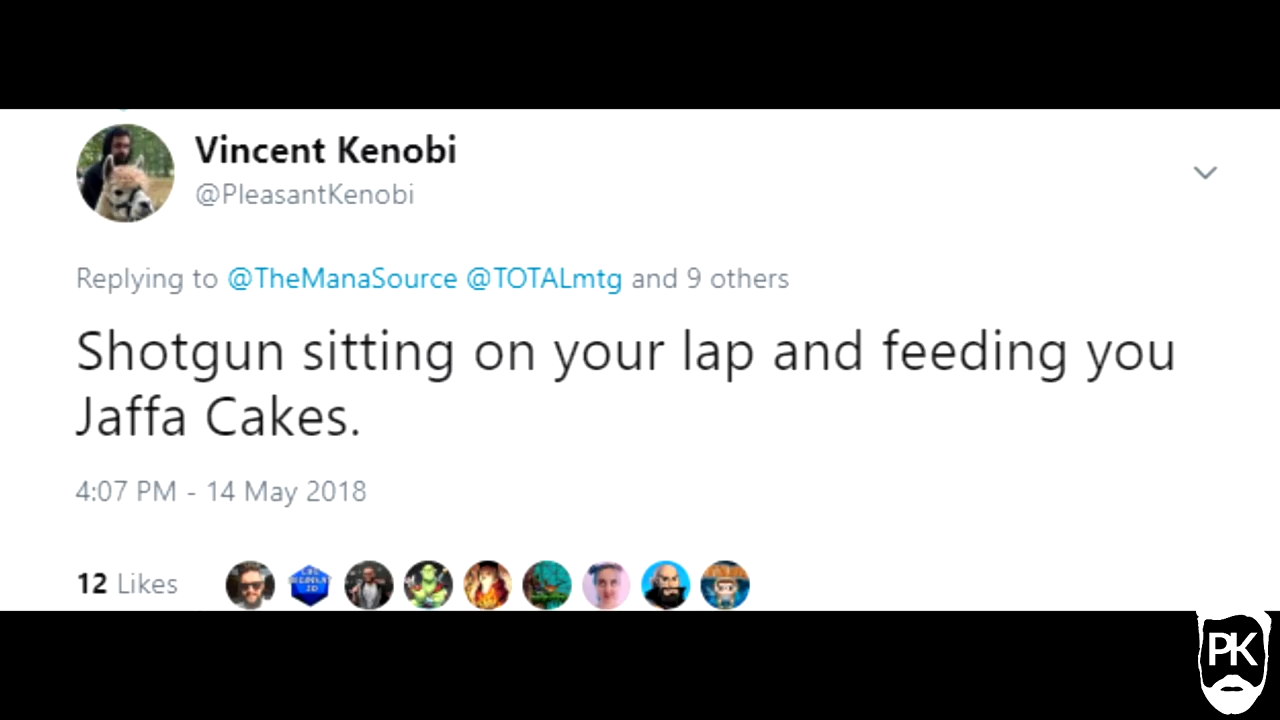 Vincent Kenobi
@PleasantKenobi
Replying to @TheManaSource @TOTALmtg and 9 others
Shotgun sitting on your lap and feeding you
Jaffa Cakes.
4:07 PM - 14 May 2018
12 Likes
PK